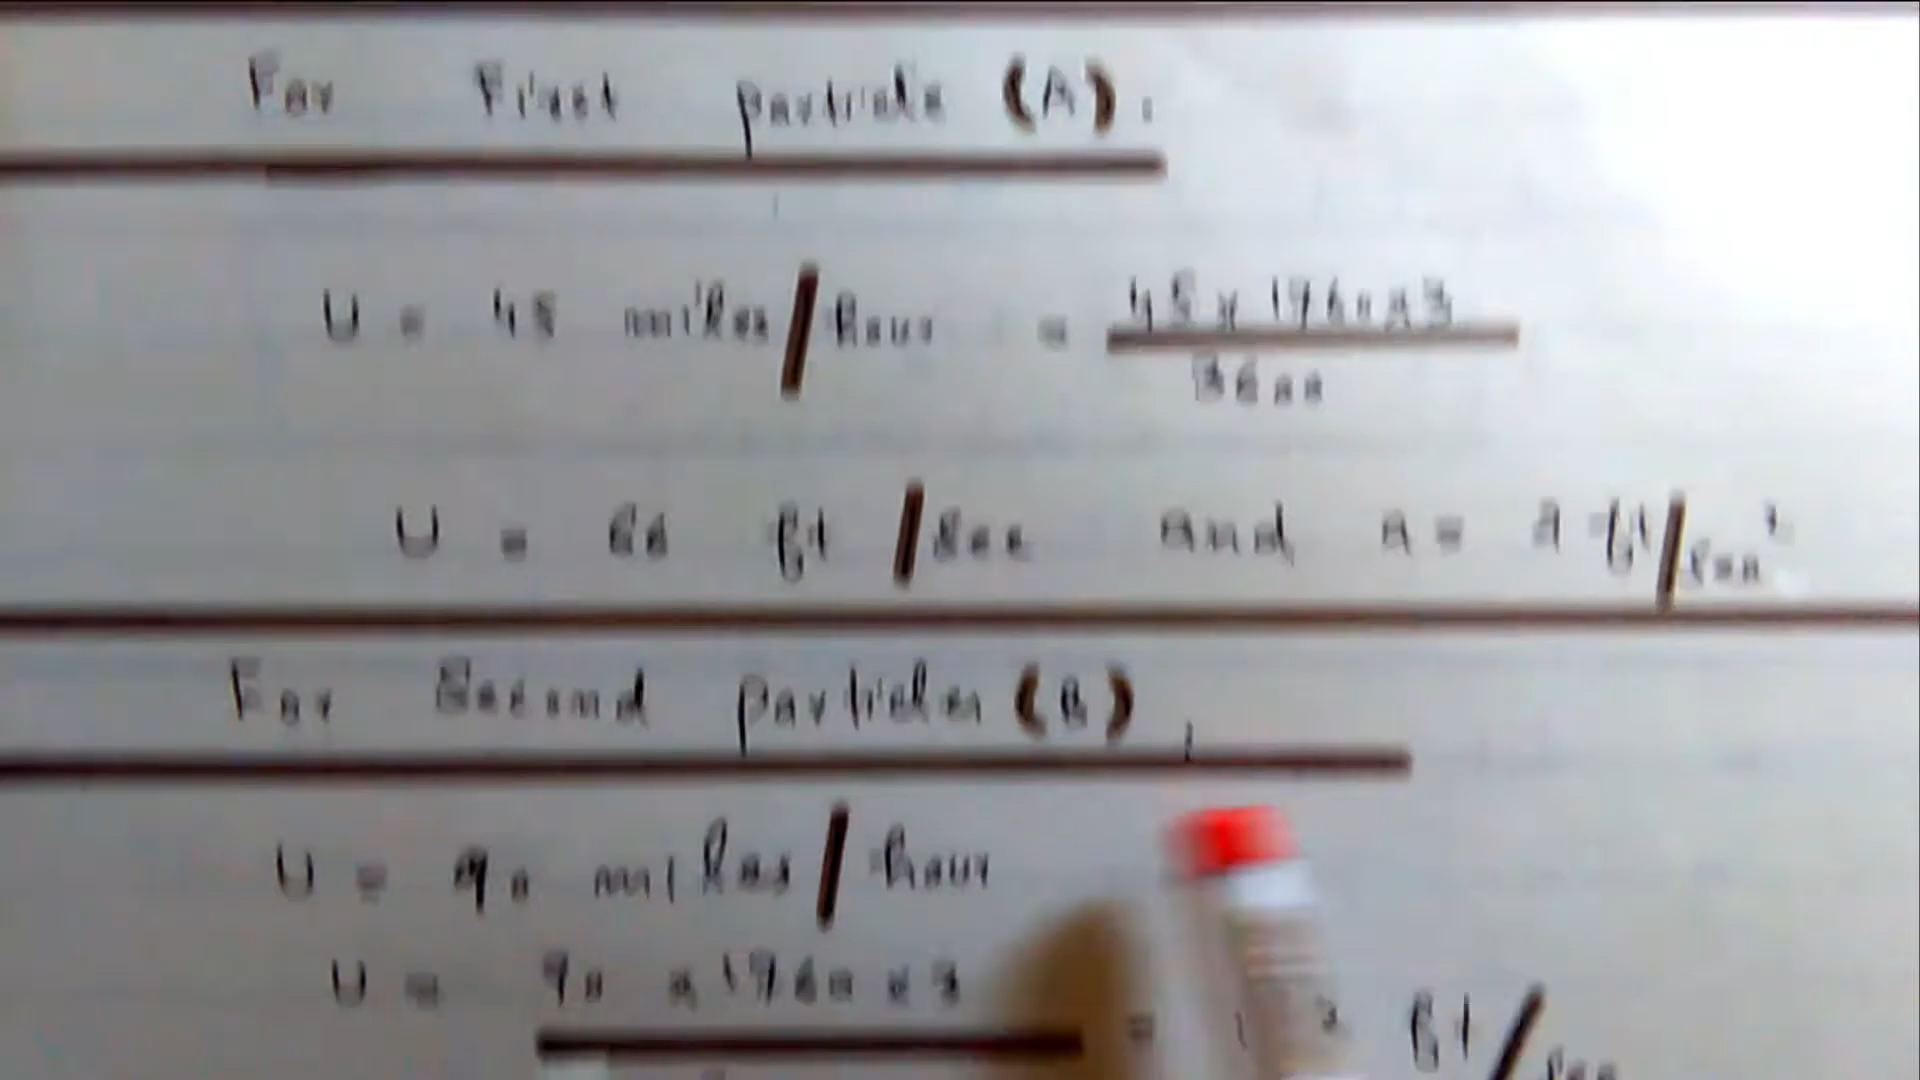 For First particle (A),
U = 45 miles/hour = 45 x 1760 x 3
3600
U = 66 ft/sec and a = 2 ft/sec²
For Second particles (B),
U = 90 miles/hour
U = 90 x 1760 x 3 = ft/sec